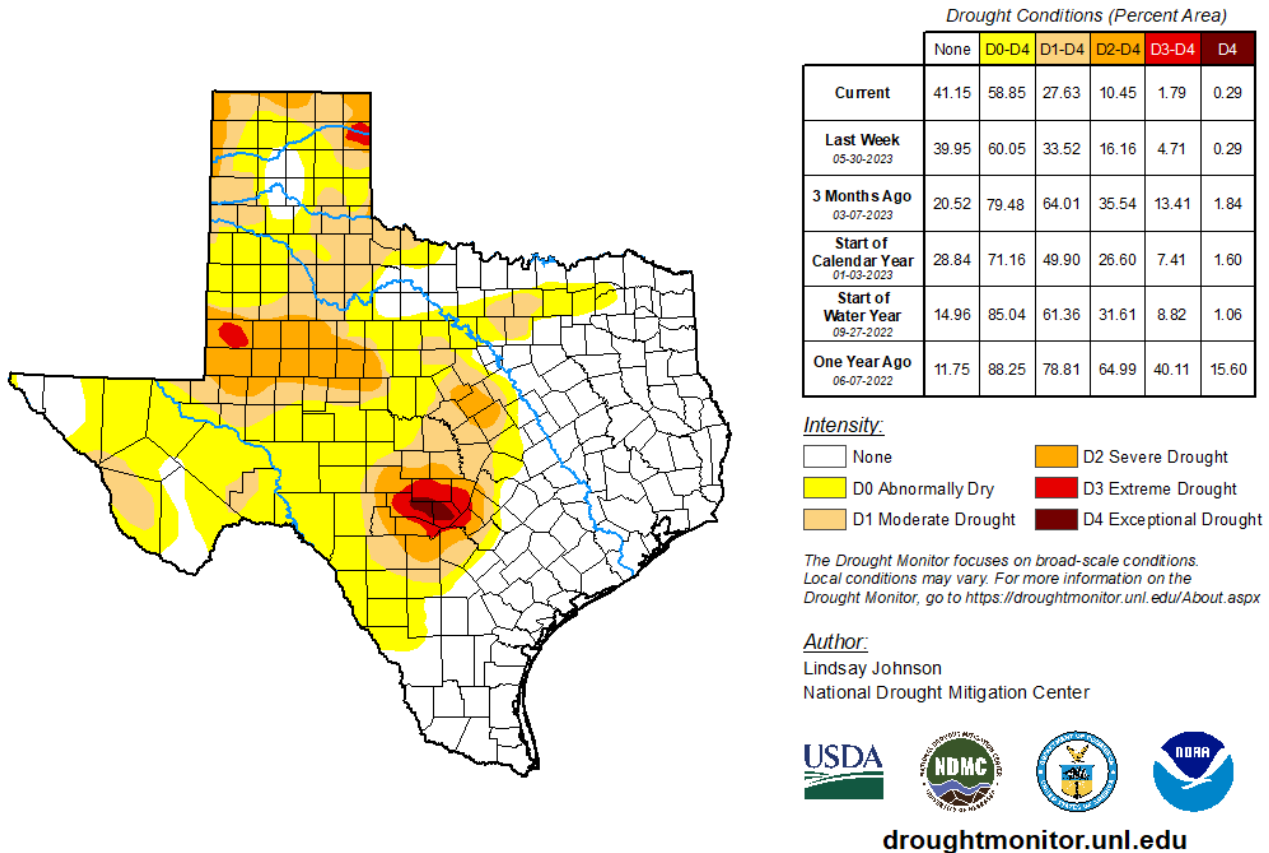 Drought Conditions (Percent Area)
None D0-D4 D1-D4 D2-D4 D3-D4 D4
Current 41.15 58.85 27.63 10.45 1.79 0.29
Last Week
05-30-2023 39.95 60.05 33.52 16.16 4.71 0.29
3 Months Ago
03-07-2023 20.52 79.48 64.01 35.54 13.41 1.84
Start of
Calendar Year
01-03-2023 28.84 71.16 49.90 26.60 7.41 1.60
Start of
Water Year
09-27-2022 14.96 85.04 61.36 31.61 8.82 1.06
One Year Ago
06-07-2022 11.75 88.25 78.81 64.99 40.11 15.60
Intensity:
None
D0 Abnormally Dry
D1 Moderate Drought
D2 Severe Drought
D3 Extreme Drought
D4 Exceptional Drought
The Drought Monitor focuses on broad-scale conditions.
Local conditions may vary. For more information on the
Drought Monitor, go to https://droughtmonitor.unl.edu/About.aspx
Author:
Lindsay Johnson
National Drought Mitigation Center
USDA
NDMC
NOAA
droughtmonitor.unl.edu